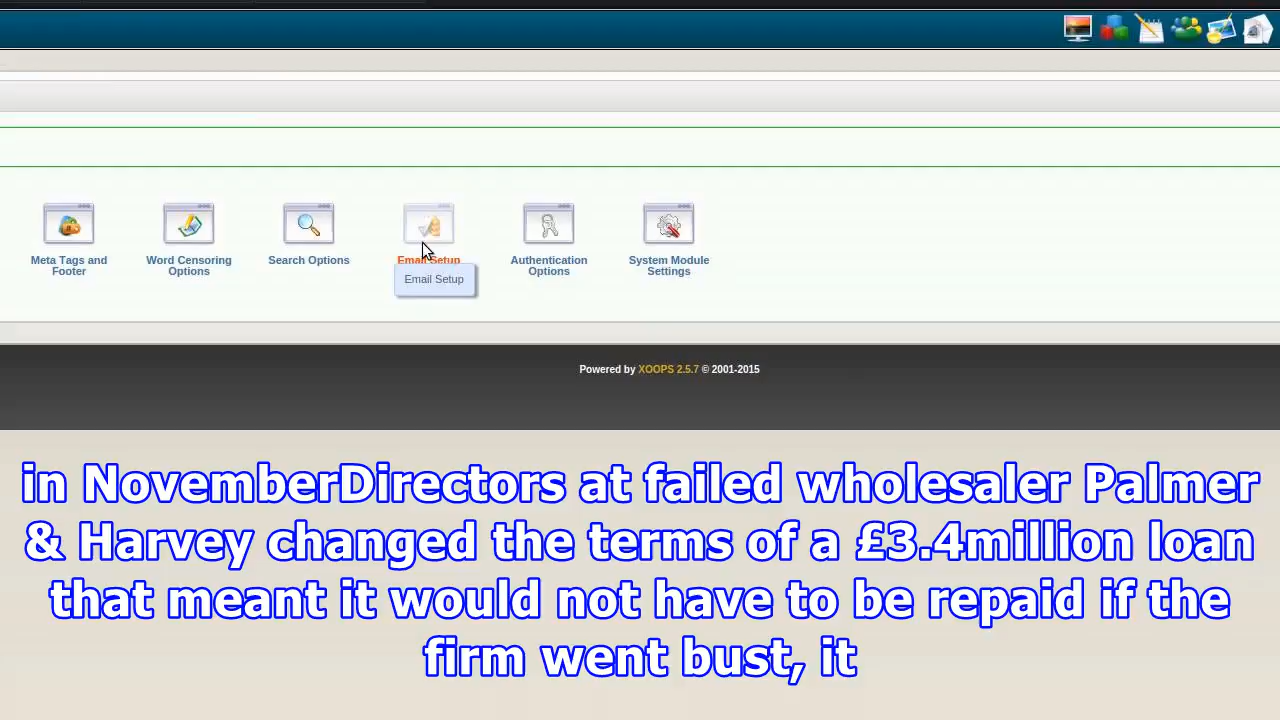 Meta Tags and
Footer
Word Censoring
Options
Search Options
Email Setup
Email Setup
Authentication
Options
System Module
Settings
Powered by XOOPS 2.5.7 © 2001-2015
in NovemberDirectors at failed wholesaler Palmer
& Harvey changed the terms of a £3.4million loan
that meant it would not have to be repaid if the
firm went bust, it